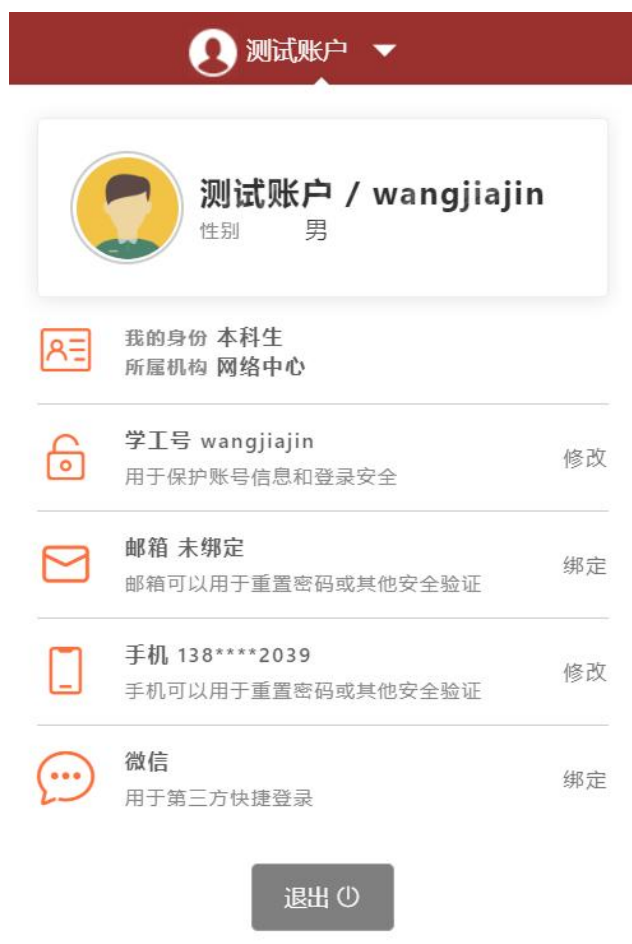 测试账户
测试账户 / wangjiajin
性别 男
我的身份 本科生
所属机构 网络中心
学工号 wangjiajin
用于保护账号信息和登录安全
修改
邮箱 未绑定
邮箱可以用于重置密码或其他安全验证
绑定
手机 138****2039
手机可以用于重置密码或其他安全验证
修改
微信
用于第三方快捷登录
绑定
退出